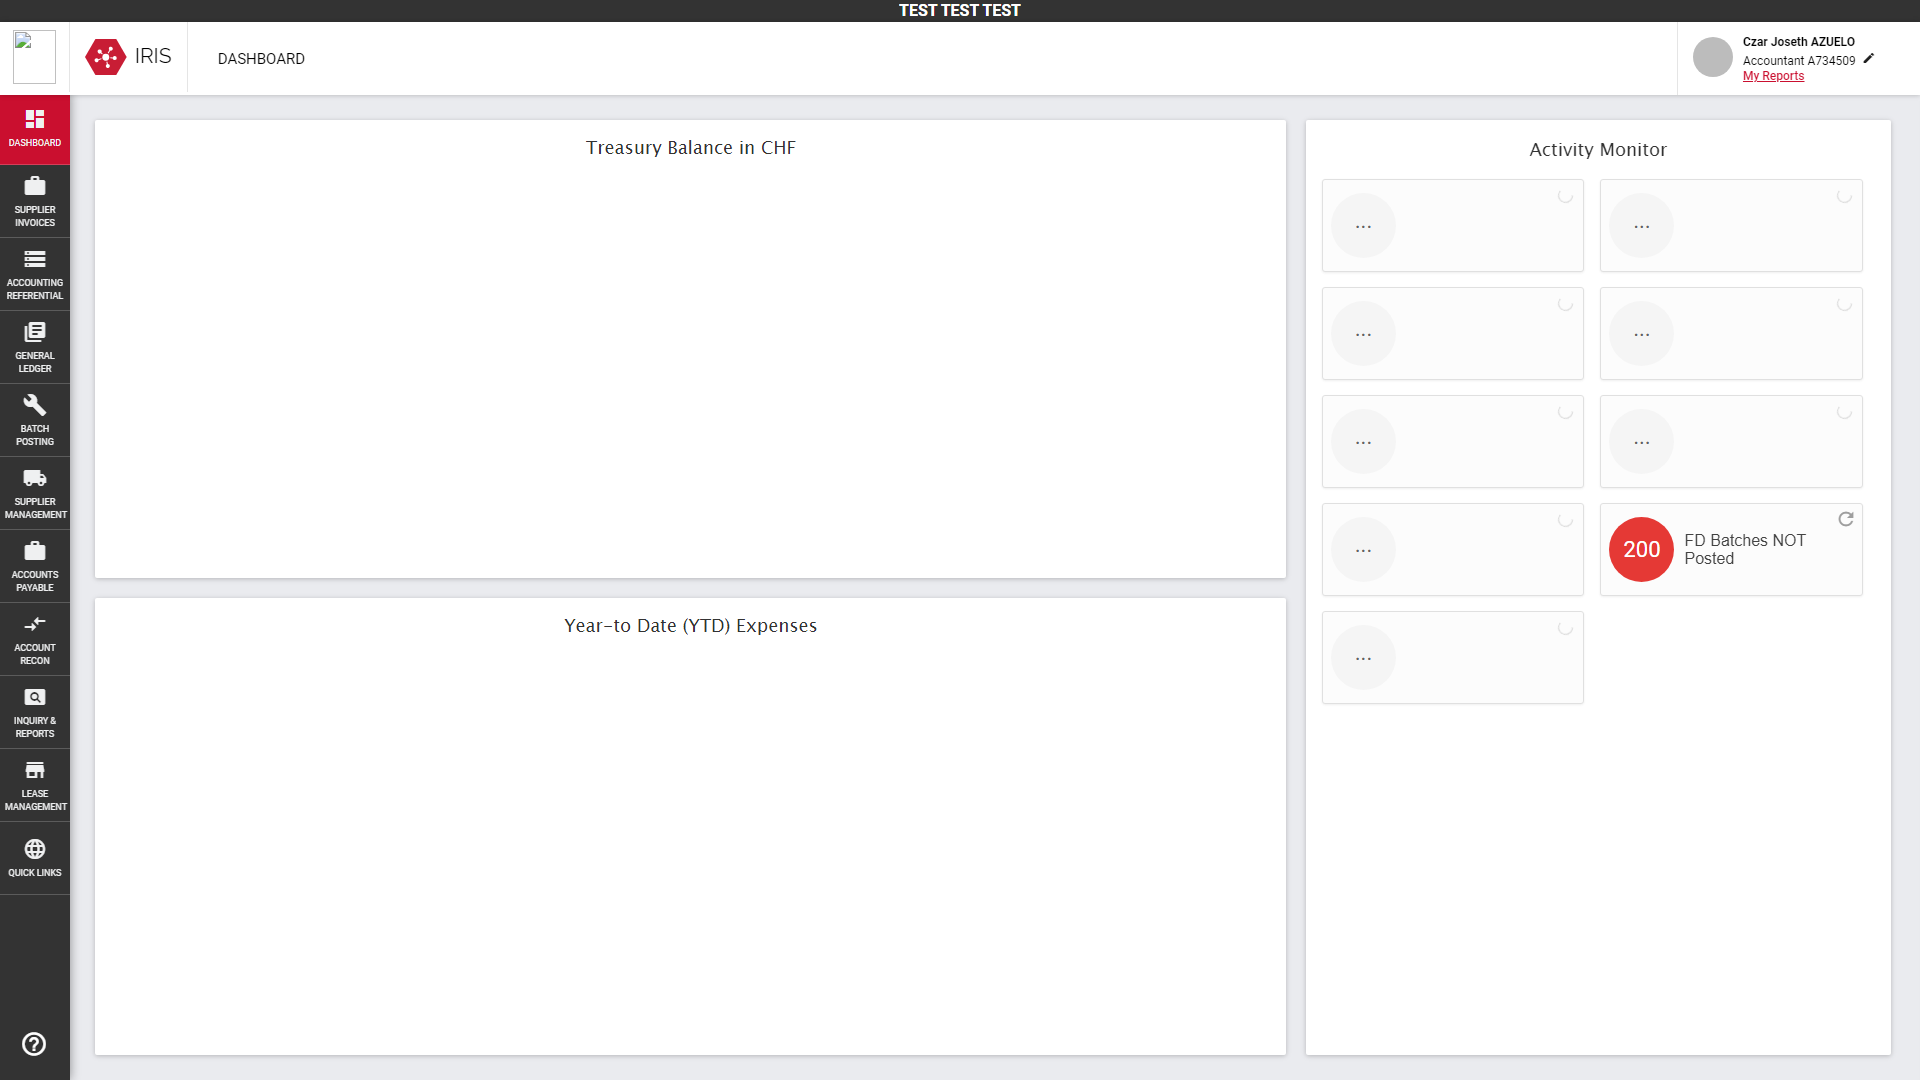 TEST TEST TEST
IRIS
DASHBOARD
Czar Joseth AZUELO
Accountant A734509
My Reports
DASHBOARD
SUPPLIER
INVOICES
ACCOUNTING
REFERENTIAL
GENERAL
LEDGER
BATCH
POSTING
SUPPLIER
MANAGEMENT
ACCOUNTS
PAYABLE
ACCOUNT
RECON
INQUIRY &
REPORTS
LEASE
MANAGEMENT
QUICK LINKS
Treasury Balance in CHF
Year-to Date (YTD) Expenses
Activity Monitor
...
...
...
...
...
...
...
200
FD Batches NOT
Posted
...